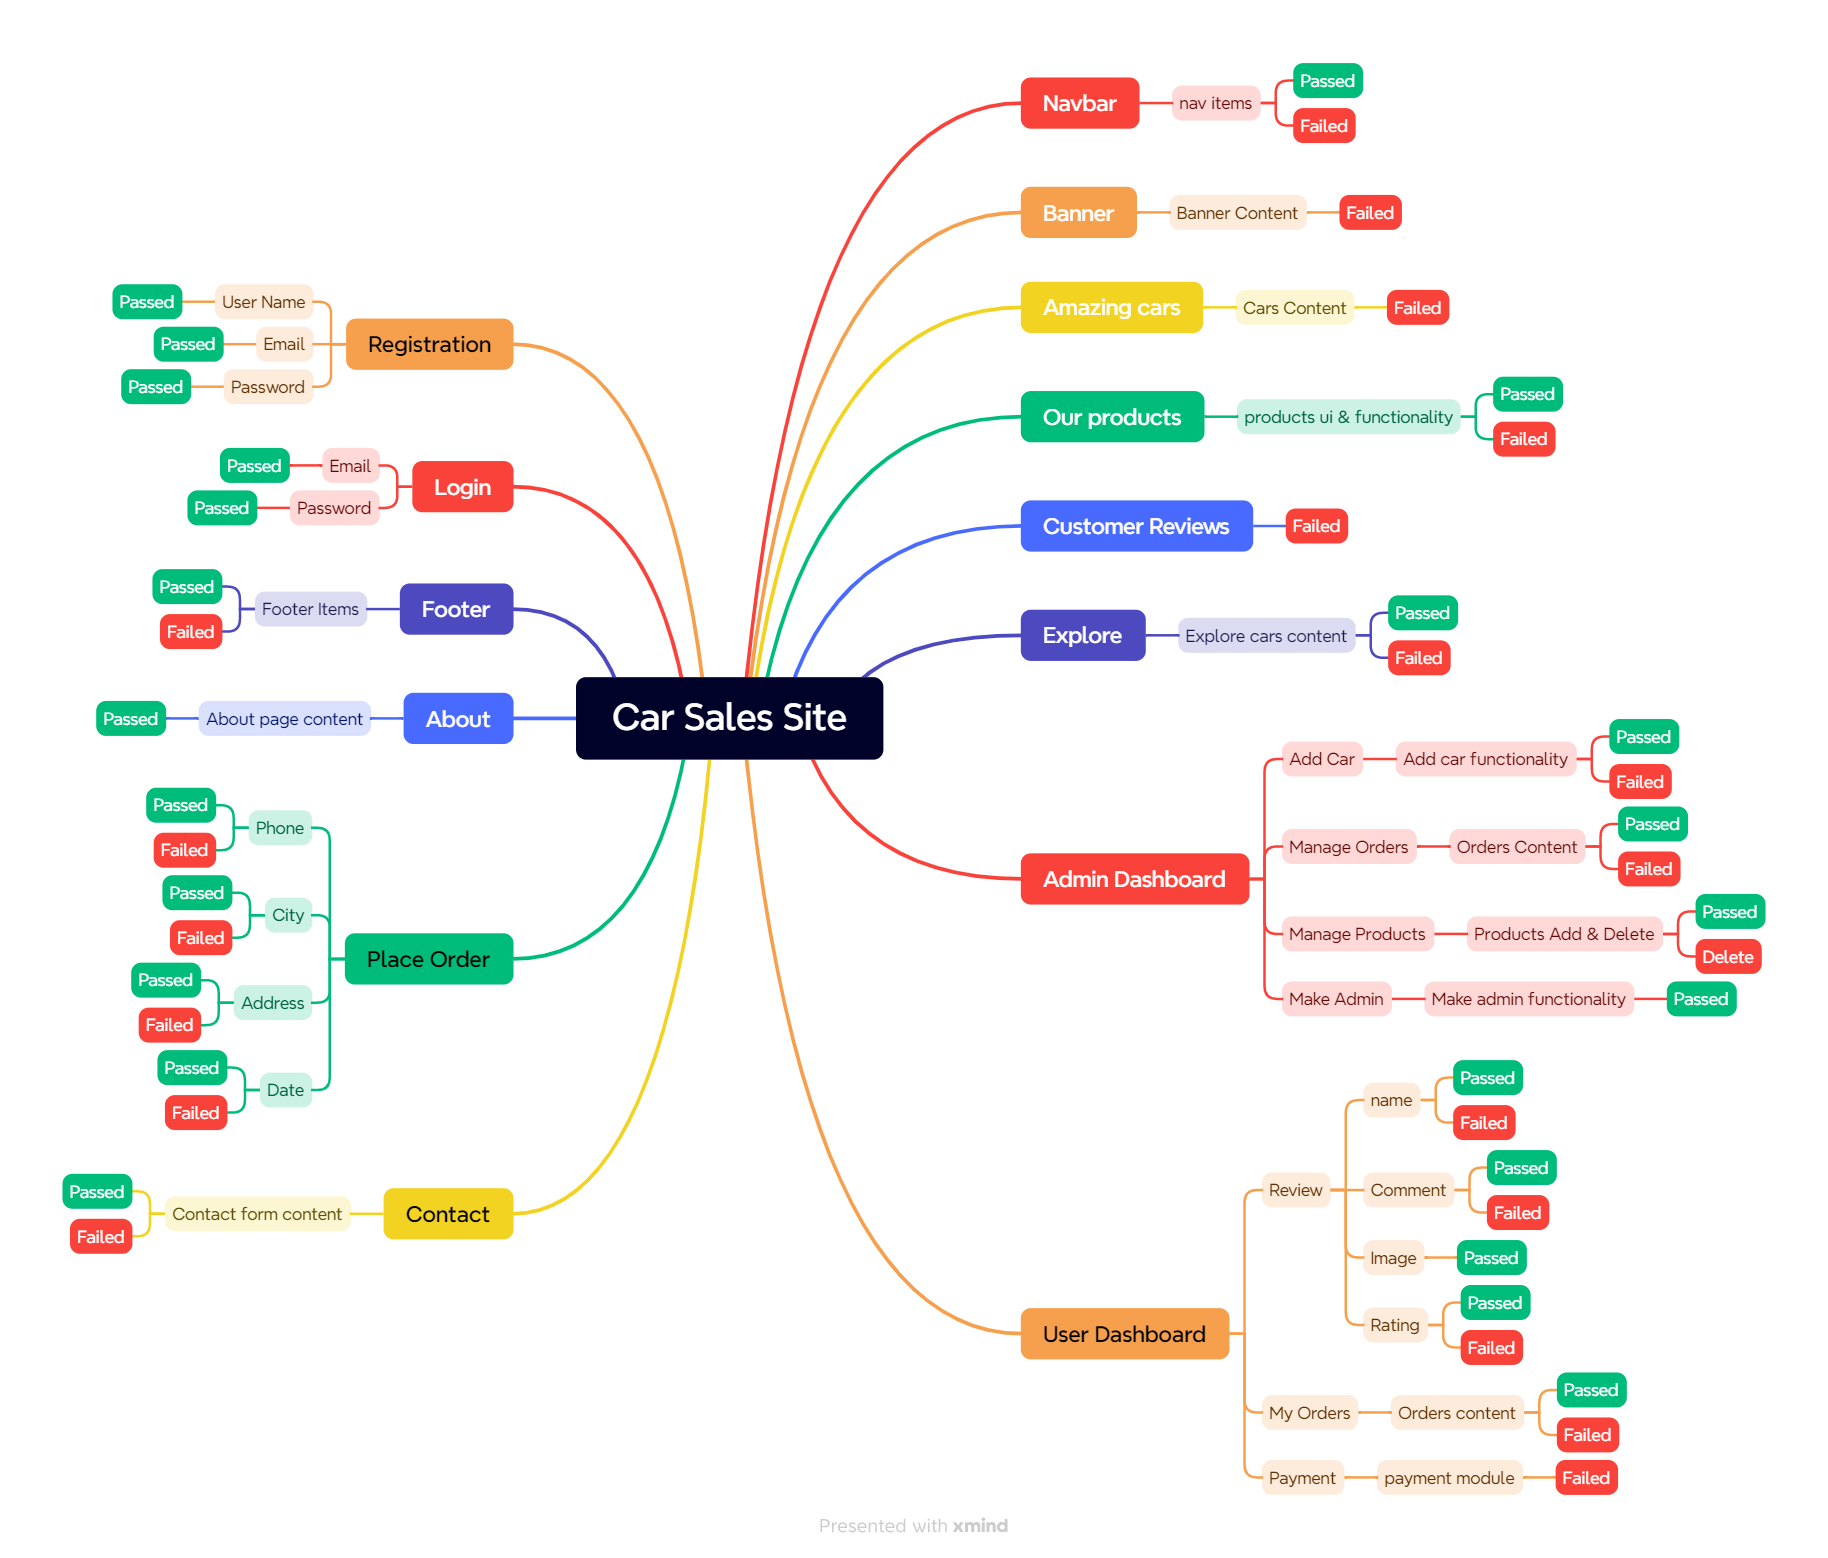 Car Sales Site
Navbar
nav items
Passed
Failed
Banner
Banner Content
Failed
Amazing cars
Cars Content
Failed
Our products
products ui & functionality
Passed
Failed
Customer Reviews
Failed
Explore
Explore cars content
Passed
Failed
Admin Dashboard
Add Car
Add car functionality
Passed
Failed
Manage Orders
Orders Content
Passed
Failed
Manage Products
Products Add & Delete
Passed
Delete
Make Admin
Make admin functionality
Passed
User Dashboard
Review
name
Passed
Failed
Comment
Passed
Failed
Image
Passed
Rating
Passed
Failed
My Orders
Orders content
Passed
Failed
Payment
payment module
Failed
Registration
User Name
Passed
Email
Passed
Password
Passed
Login
Email
Passed
Password
Passed
Footer
Footer Items
Passed
Failed
About
About page content
Passed
Place Order
Phone
Passed
Failed
City
Passed
Failed
Address
Passed
Failed
Date
Passed
Failed
Contact
Contact form content
Passed
Failed
Presented with xmind